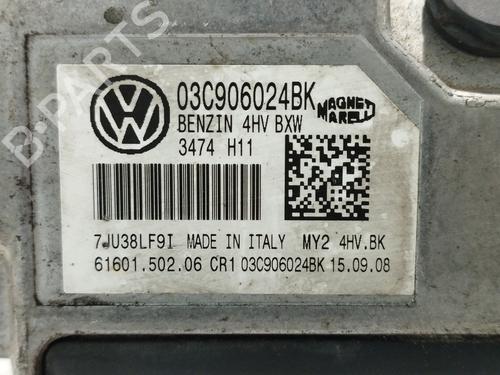 B-PARTS
03C906024BK
MAGNETI
MARELLI
BENZIN 4HV BXW
3474 H11
7JU38LF9I MADE IN ITALY MY2 4HV.BK
61601.502.06 CR1 03C906024BK 15.09.08